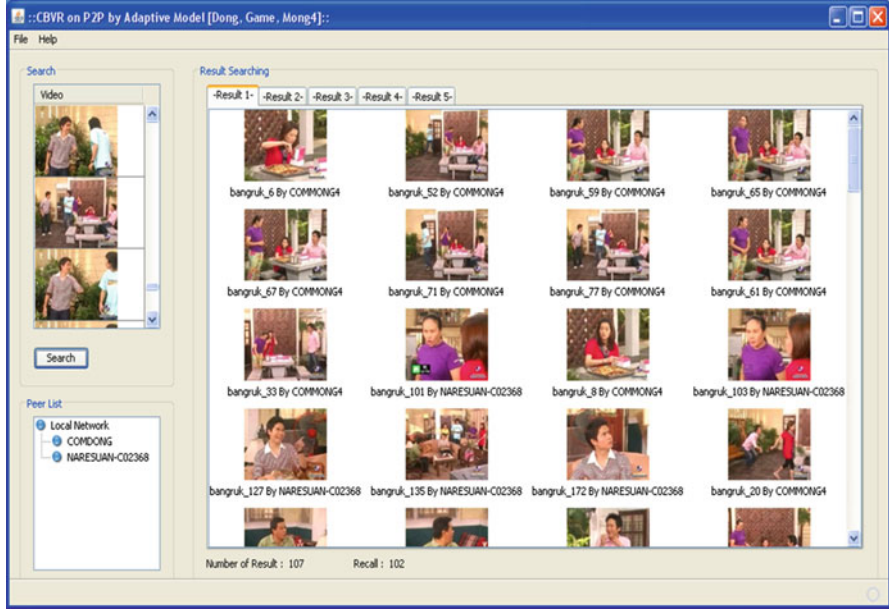 ::CBVR on P2P by Adaptive Model [Dong, Game, Mong4]::
File Help
Search
Video
Search
Peer List
Local Network
COMDONG
NARESUAN-C02368
Result Searching
-Result 1- -Result 2- -Result 3- -Result 4- -Result 5-
bangruk_6 By COMMONG4 bangruk_52 By COMMONG4 bangruk_59 By COMMONG4 bangruk_65 By COMMONG4
bangruk_67 By COMMONG4 bangruk_71 By COMMONG4 bangruk_77 By COMMONG4 bangruk_61 By COMMONG4
bangruk_33 By COMMONG4 bangruk_101 By NARESUAN-C02368 bangruk_8 By COMMONG4 bangruk_103 By NARESUAN-C02368
bangruk_127 By NARESUAN-C02368 bangruk_135 By NARESUAN-C02368 bangruk_172 By NARESUAN-C02368 bangruk_20 By COMMONG4
Number of Result : 107 Recall : 102